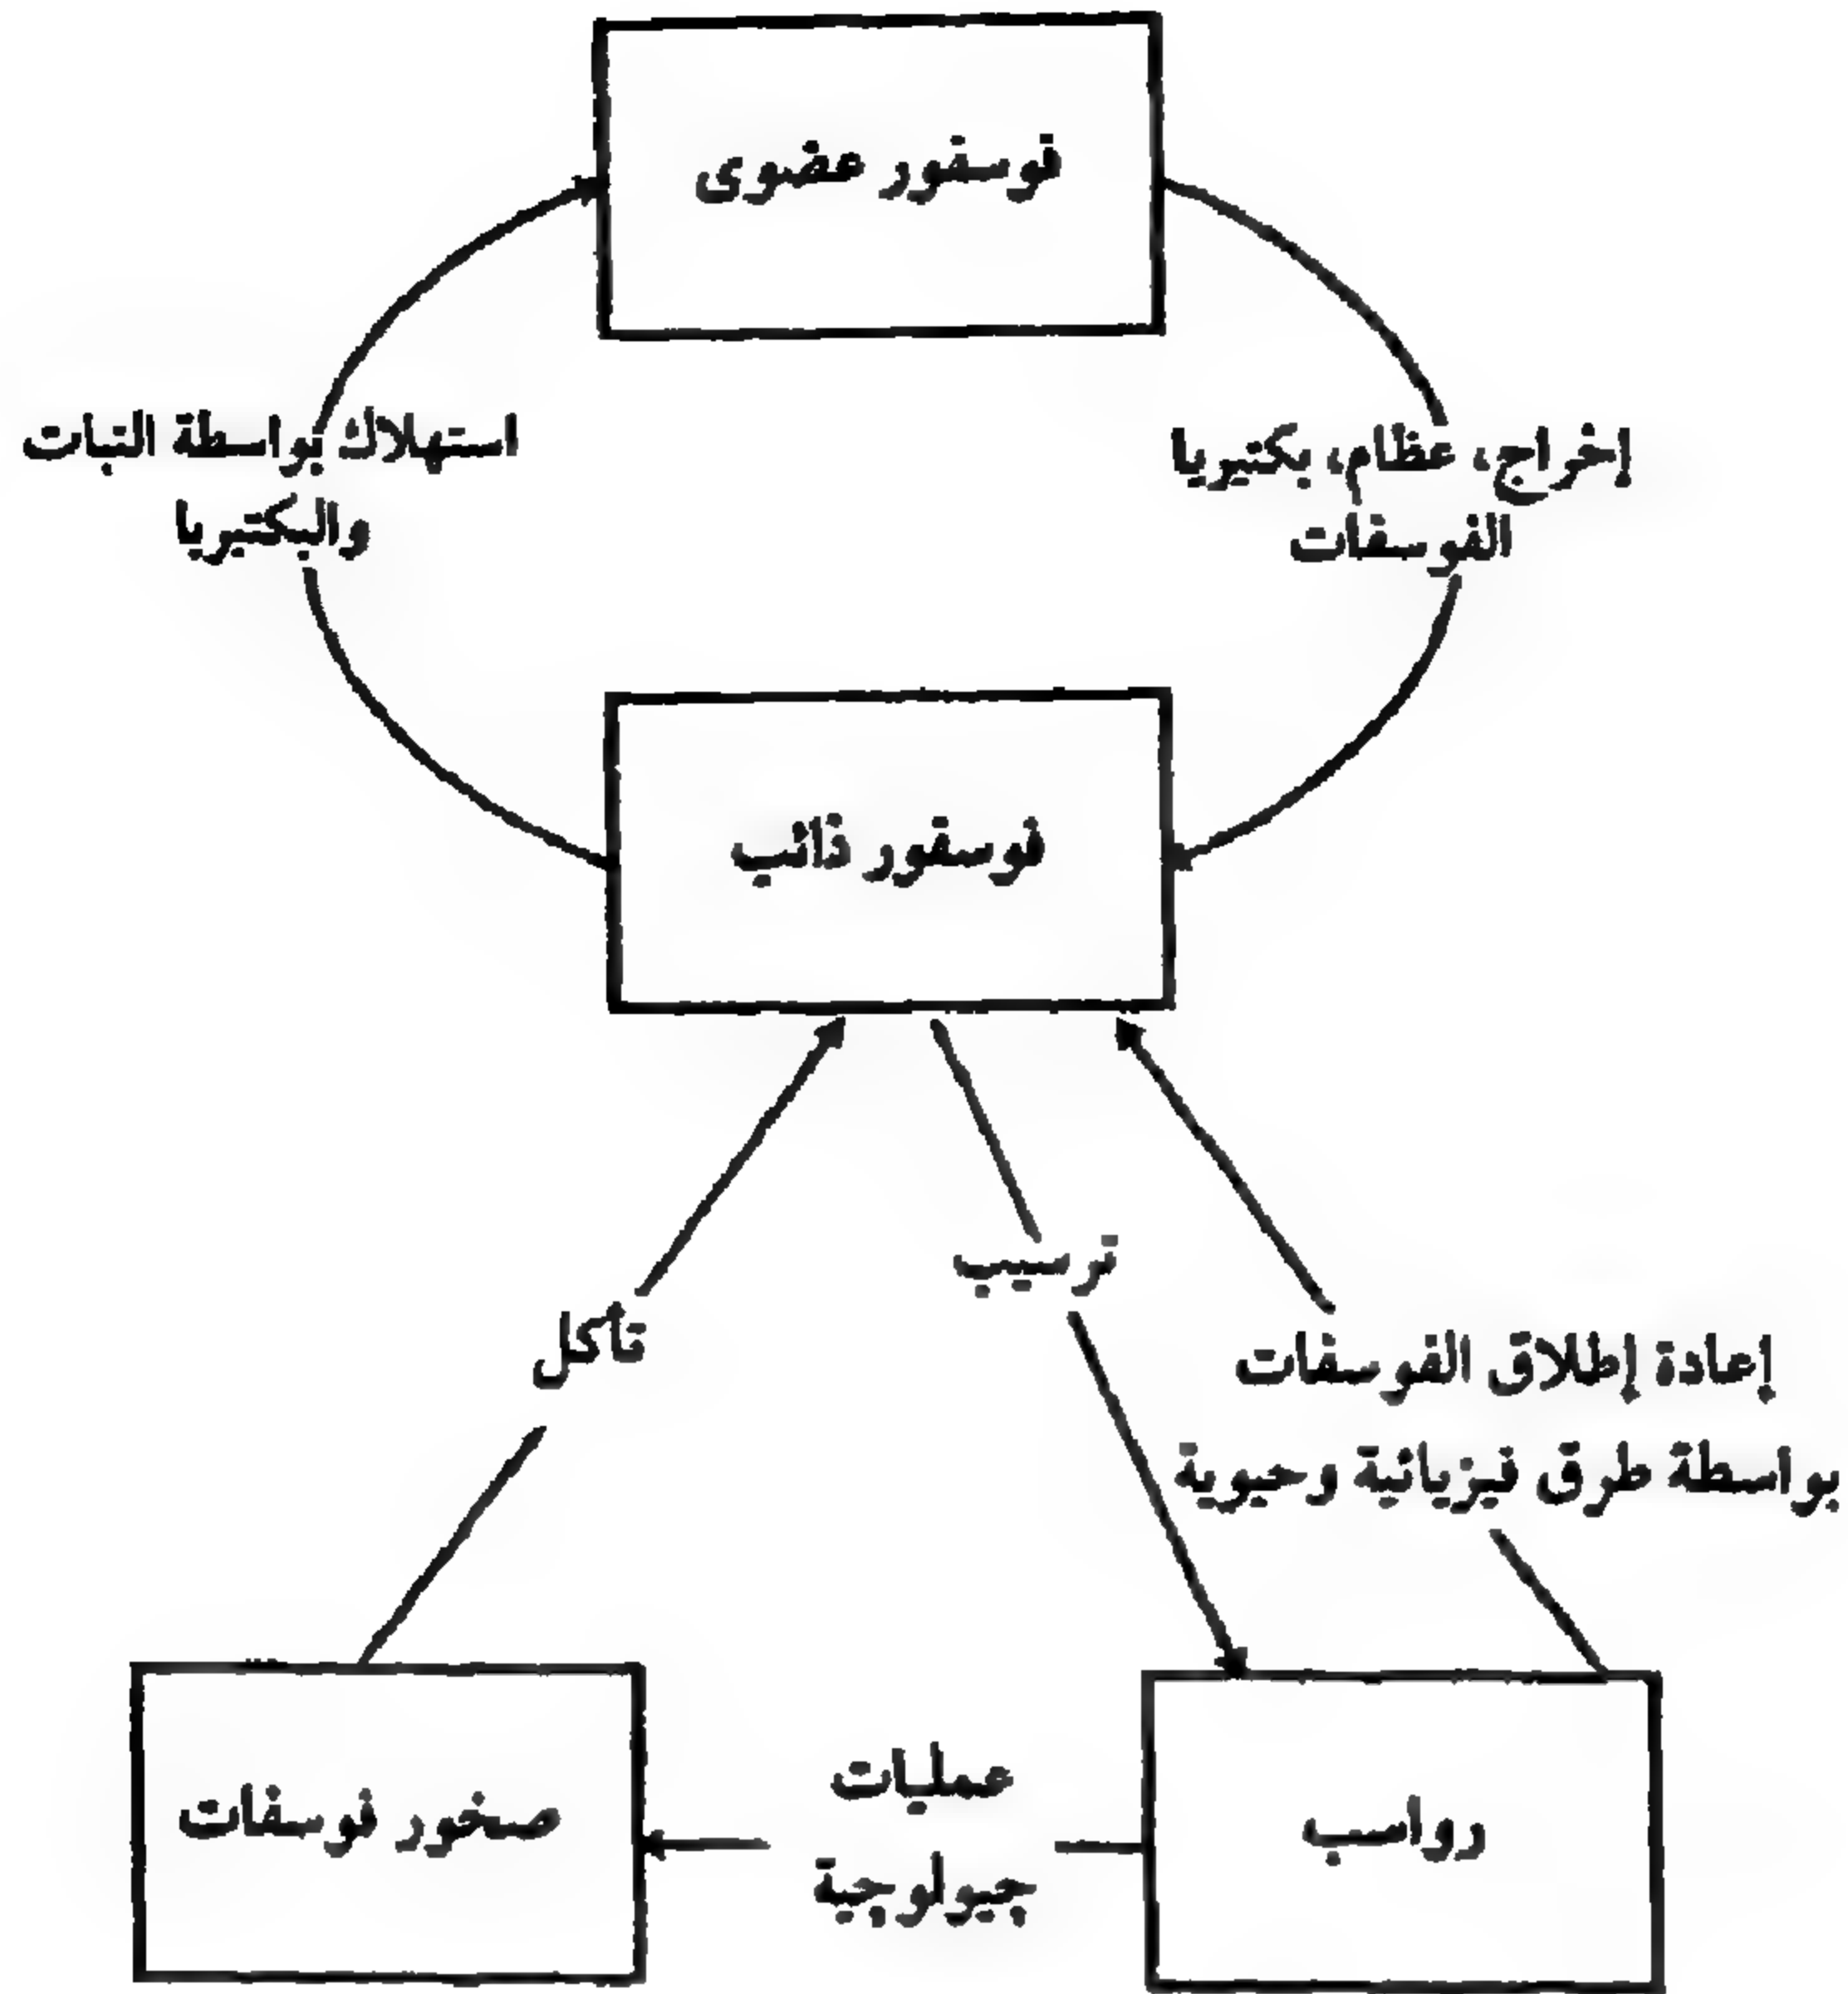 فوسفور عضوى
إخراج، عظام، بكتيريا
الفوسفات
استهلاك بواسطة النبات
والبكتيريا
فوسفور ذائب
ترسيب
تآكل
إعادة إطلاق الفوسفات
بواسطة طرق فيزيائية وحيوية
رواسب
عمليات
جيولوجية
صخور فوسفات